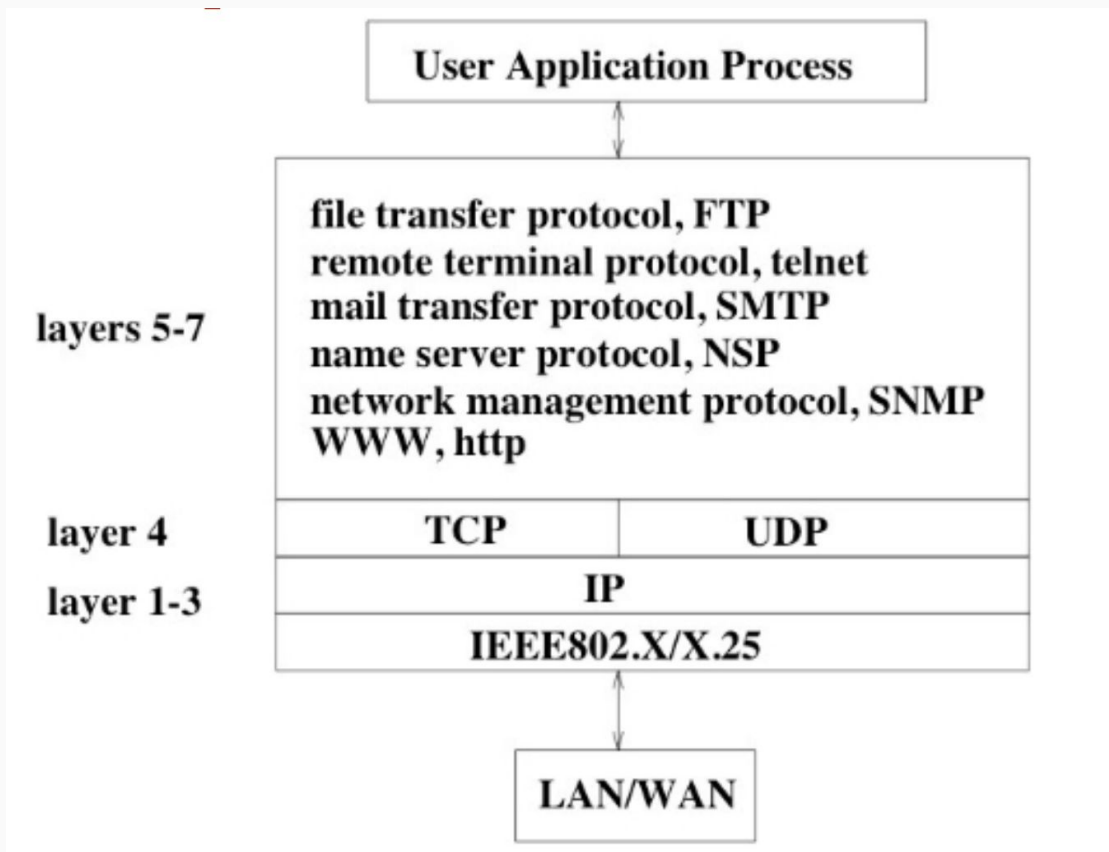 User Application Process
file transfer protocol, FTP
remote terminal protocol, telnet
mail transfer protocol, SMTP
layers 5-7
name server protocol, NSP
network management protocol, SNMP
WWW, http
layer 4
TCP
UDP
IP
layer 1-3
IEEE802.X/X.25
LAN/WAN